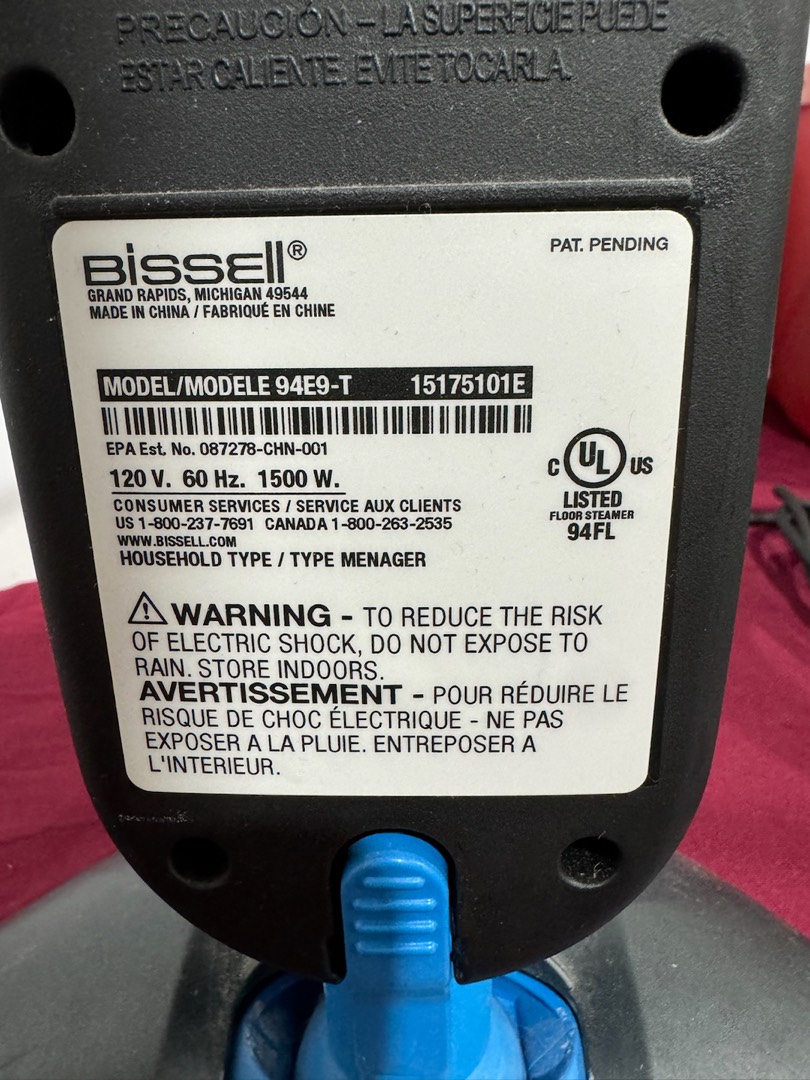 PRECAUCIÓN – LA SUPERFICIE PUEDE
ESTAR CALIENTE. EVITE TOCARLA.
BISSELL®
PAT. PENDING
GRAND RAPIDS, MICHIGAN 49544
MADE IN CHINA / FABRIQUÉ EN CHINE
MODEL/MODELE 94E9-T 15175101E
EPA Est. No. 087278-CHN-001
120 V. 60 Hz. 1500 W.
CONSUMER SERVICES / SERVICE AUX CLIENTS
US 1-800-237-7691 CANADA 1-800-263-2535
WWW.BISSELL.COM
HOUSEHOLD TYPE / TYPE MENAGER
C UL US
LISTED
FLOOR STEAMER
94FL
WARNING - TO REDUCE THE RISK
OF ELECTRIC SHOCK, DO NOT EXPOSE TO
RAIN. STORE INDOORS.
AVERTISSEMENT - POUR RÉDUIRE LE
RISQUE DE CHOC ÉLECTRIQUE - NE PAS
EXPOSER A LA PLUIE. ENTREPOSER A
L'INTERIEUR.